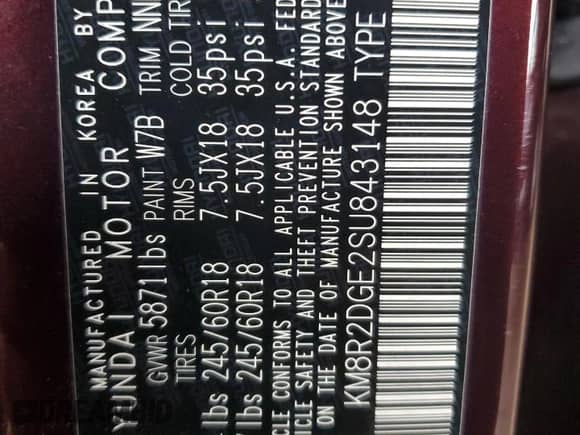 MANUFACTURED IN KOREA BY
YUNDAI MOTOR COMP
GVWR 5871lbs PAINT W7B TRIM NN
TIRES RIMS COLD TIR
lbs 245/60R18 7.5JX18 35psi
lbs 245/60R18 7.5JX18 35psi
CLE CONFORMS TO ALL APPLICABLE U.S.A. FED
VEHICLE SAFETY AND THEFT PREVENTION STANDARD
ON THE DATE OF MANUFACTURE SHOWN ABOVE
KM8R2DGE2SU843148 TYPE